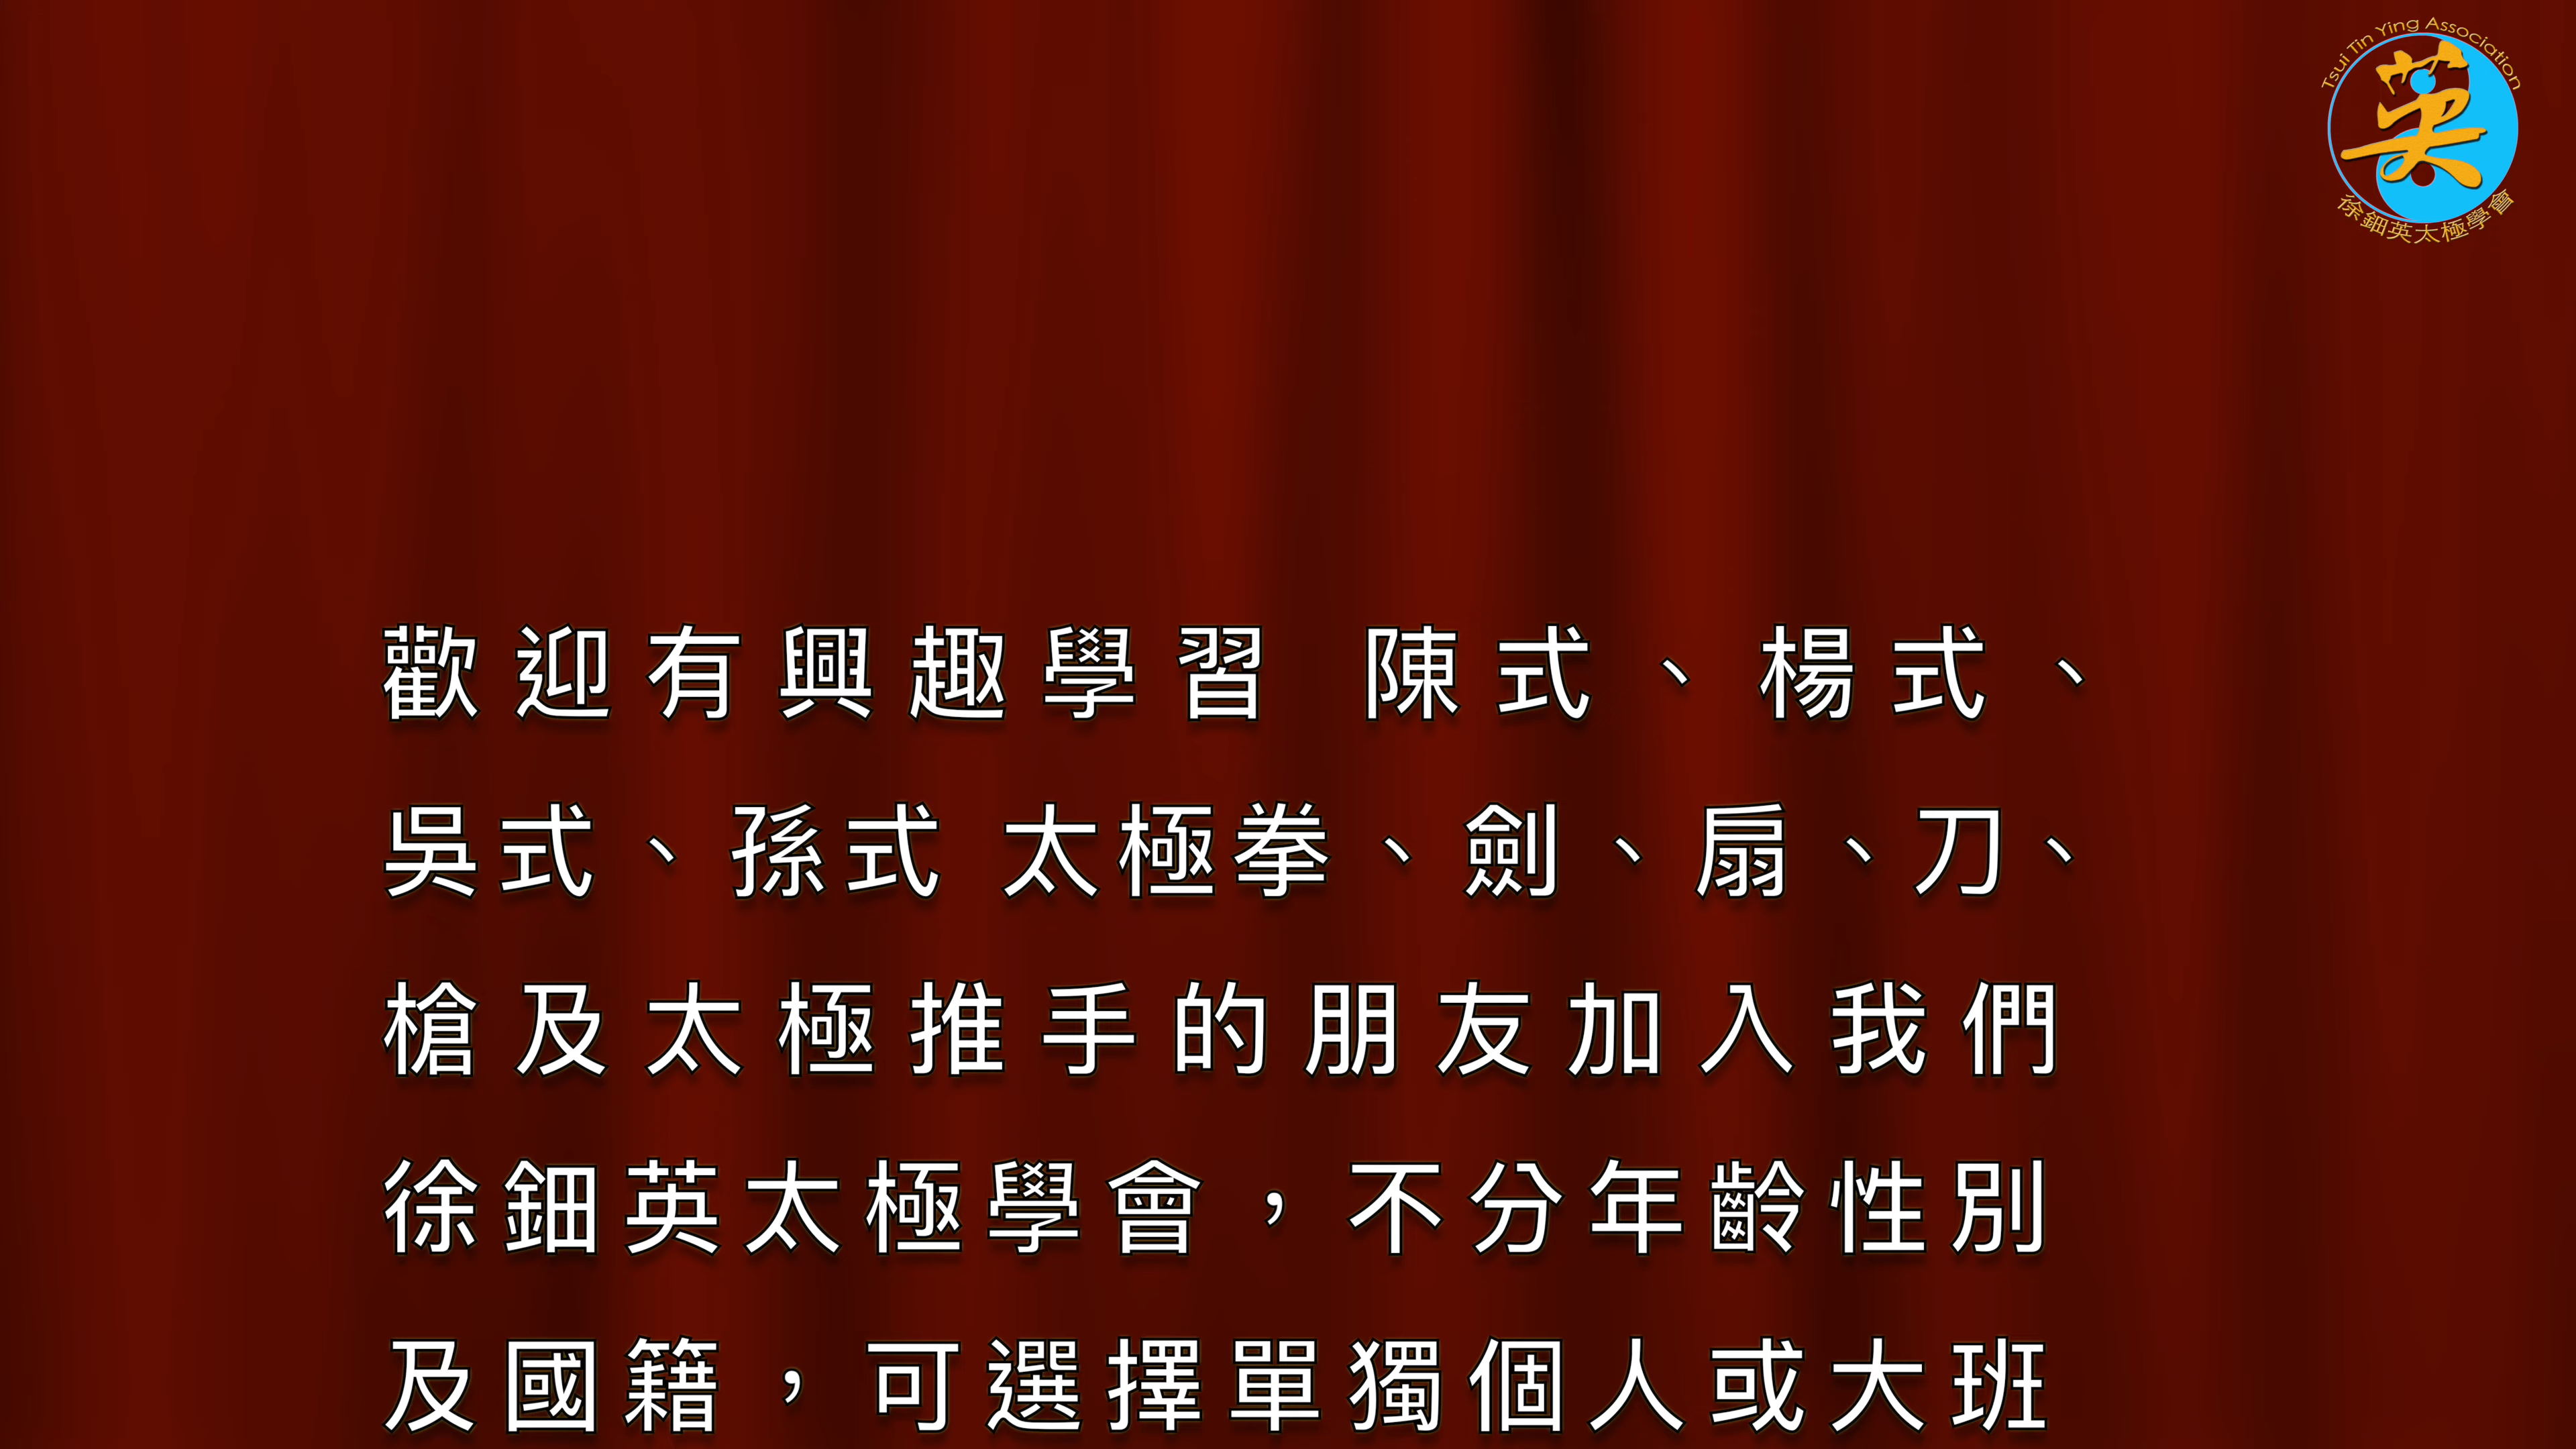 Tsui Tin Ying Association
英
徐鈿英太極學會
歡迎有興趣學習 陳式、楊式、
吳式、孫式 太極拳、劍、扇、刀、
槍及太極推手的朋友加入我們
徐鈿英太極學會，不分年齡性別
及國籍，可選擇單獨個人或大班